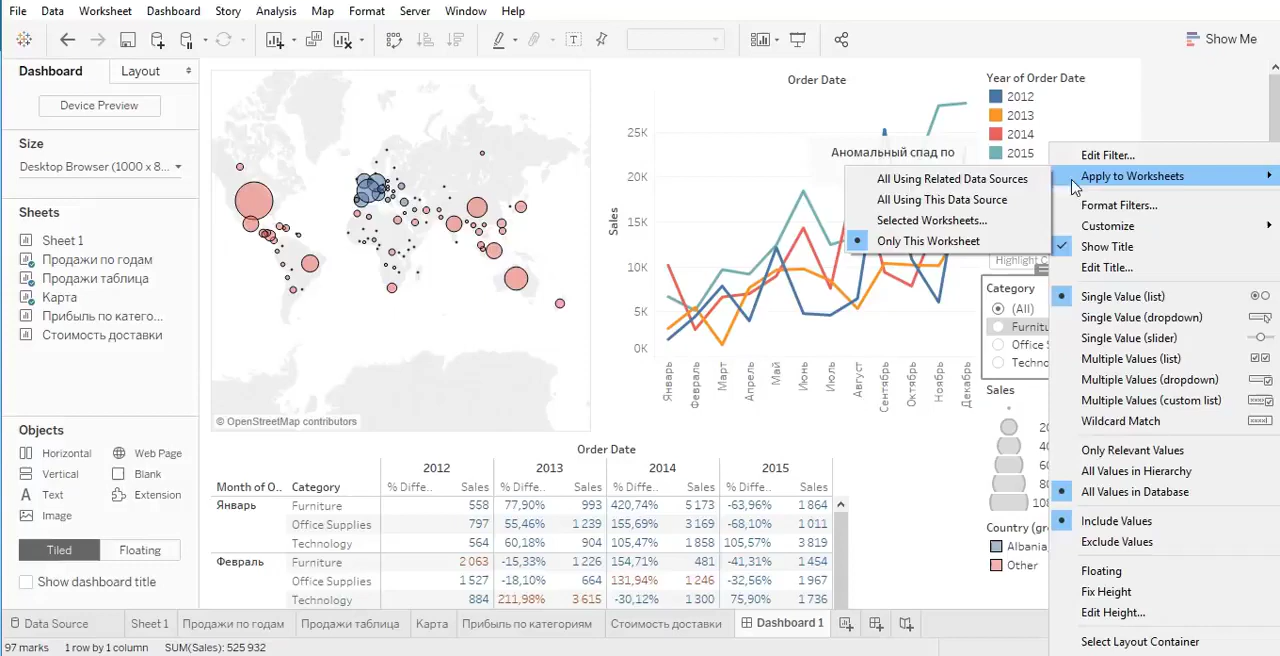 File Data Worksheet Dashboard Story Analysis Map Format Server Window Help
Show Me
Dashboard Layout
Device Preview
Size
Desktop Browser (1000 x 8...
Sheets
Sheet 1
Продажи по годам
Продажи таблица
Карта
Прибыль по катего...
Стоимость доставки
Objects
Horizontal Web Page
Vertical Blank
Text Extension
Image
Tiled Floating
Show dashboard title
© OpenStreetMap contributors
Order Date
25K
10K
5K
0K
Sales
Январь Февраль Март Апрель Май Июнь Июль Август Сентябрь Октябрь Ноябрь Декабрь
Аномальный спад по
Year of Order Date
2012
2013
2014
2015
All Using Related Data Sources
All Using This Data Source
Selected Worksheets...
Only This Worksheet
Highlight C
Category
(All)
Furnitu
Office S
Techno
Sales
Country (gr
Albania,
Other
Edit Filter...
Apply to Worksheets
Format Filters...
Customize
Show Title
Edit Title...
Single Value (list)
Single Value (dropdown)
Single Value (slider)
Multiple Values (list)
Multiple Values (dropdown)
Multiple Values (custom list)
Wildcard Match
Only Relevant Values
All Values in Hierarchy
All Values in Database
Include Values
Exclude Values
Floating
Fix Height
Edit Height...
Select Layout Container
Order Date
2012 2013 2014 2015
Month of O.. Category % Diffe.. Sales % Diffe.. Sales % Diffe.. Sales % Diffe.. Sales
Январь Furniture 558 77,90% 993 420,74% 5 173 -63,96% 1 864
Office Supplies 797 55,46% 1 239 155,69% 3 169 -68,10% 1 011
Technology 564 60,18% 904 105,47% 1 858 105,57% 3 819
Февраль Furniture 2 063 -15,33% 1 226 154,71% 481 -41,31% 1 454
Office Supplies 1 527 -18,10% 664 131,94% 1 246 -32,56% 1 967
Technology 884 211,98% 3 615 -30,12% 1 300 75,90% 1 736
Data Source Sheet 1 Продажи по годам Продажи таблица Карта Прибыль по категориям Стоимость доставки Dashboard 1
97 marks 1 row by 1 column SUM(Sales): 525 932